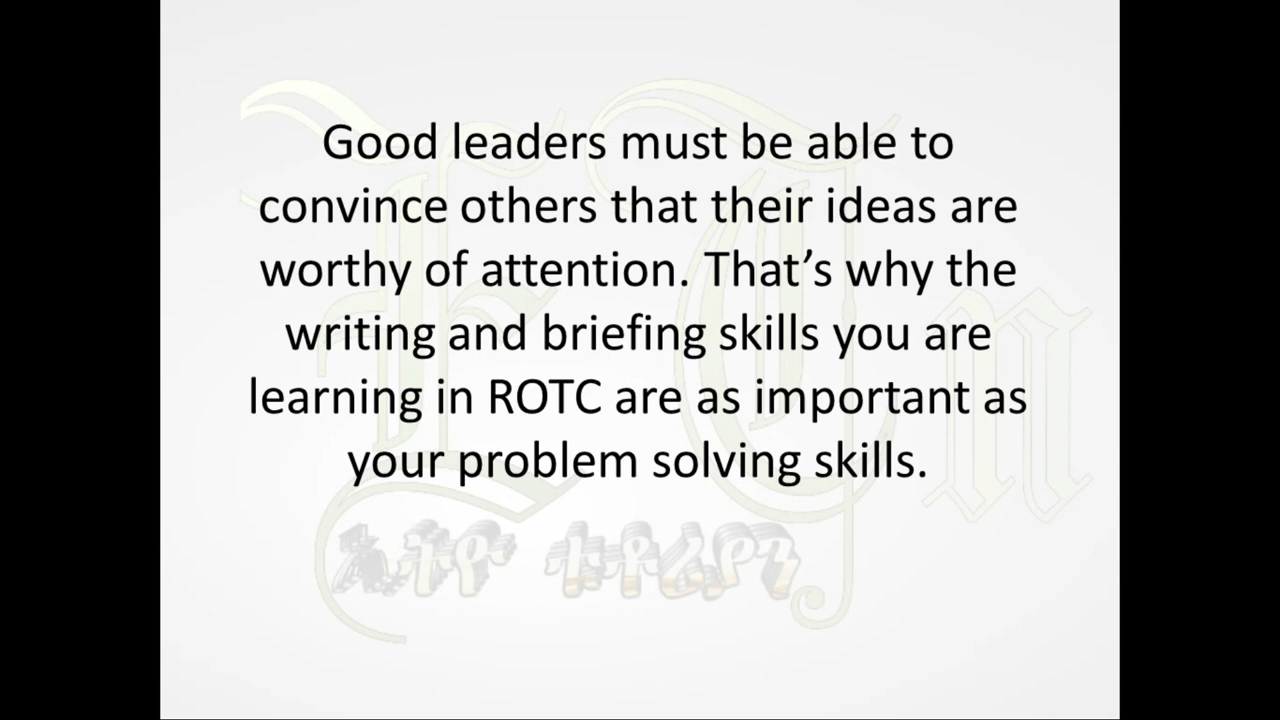 Good leaders must be able to
convince others that their ideas are
worthy of attention. That’s why the
writing and briefing skills you are
learning in ROTC are as important as
your problem solving skills.